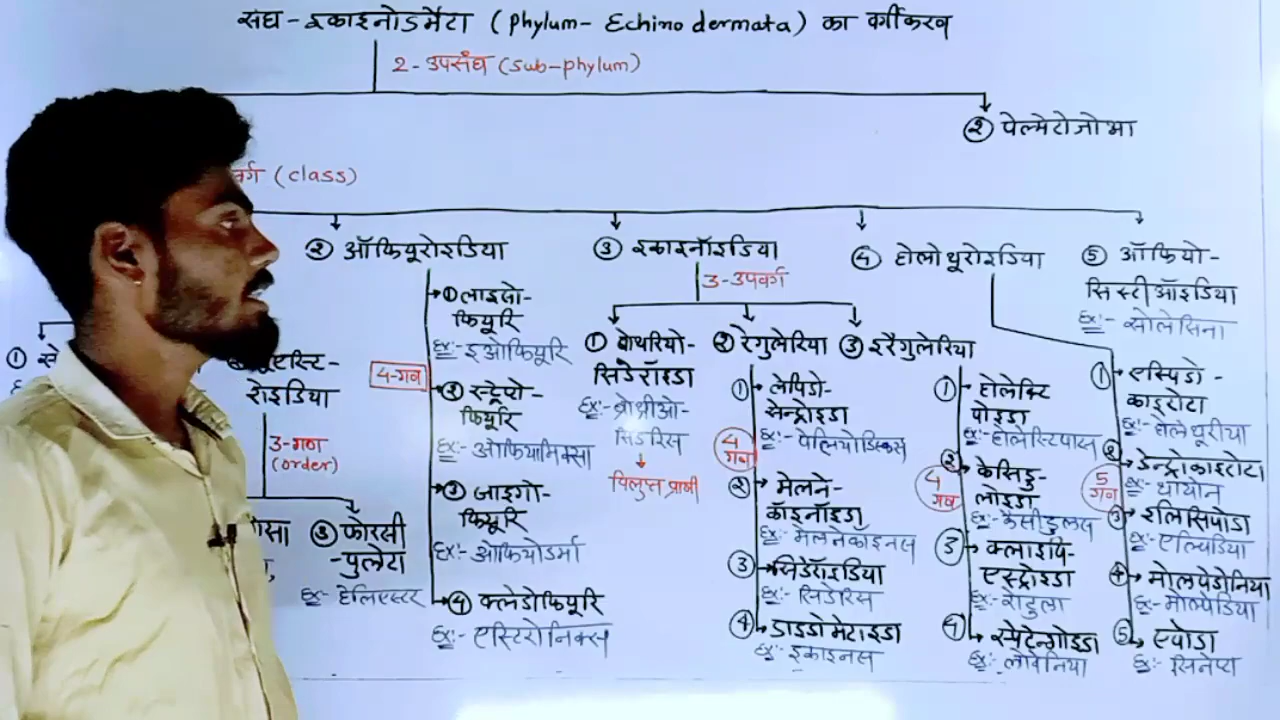 संघ - इकाइनोडर्मेटा ( Phylum - Echinodermata ) का वर्गीकरण
2 - उपसंघ (Sub-phylum)
② पेल्मेटोजोआ
वर्ग ( class )
② ऑफियूरोइडिया
③ इकाइनॉइडिया
④ होलोथूरोइडिया
⑤ ऑफियो-
सिस्टीऑइडिया
Ex:- सोलेसिना
3-उपवर्ग
① लाइसो-
फियूरि
Ex:- इओफियूरि
4-गण
② स्ट्रेप्टो-
फियूरि
Ex:- ओफियामिक्सा
③ जाइगो-
फियूरि
Ex:- ओफियोडर्मा
④ क्लेडोफियूरि
Ex:- एस्टिरोनिक्स
①
एस्टि-
रोइडिया
3-गण
(order)
③ फोरसी
-पुलेटा
Ex:- हेलिएस्टर
① बोथरियो-
सिडेरॉइडा
Ex:- बोथ्रीओ-
सिडरिस
विलुप्त प्राणी
② रेगुलेरिया
4
गण
① लेपिडो-
सेन्ट्रोइडा
Ex:- पेलियोडिस्कस
② मेलने-
कॉइनॉइडा
Ex:- मेलनेकाइनस
③ सिडेरॉइडिया
Ex:- सिडेरिस
④ डाइडोमेटाइडा
Ex:- इकाइनस
③ इरैगुलेरिया
4
गण
① होलेक्टि
पोइडा
Ex:- होलेस्टिपास
② केसिडु-
लोइडा
Ex:- केसीडुलस
③ क्लाइपि-
एस्ट्रोइडा
Ex:- रोटुला
④ स्पेटेन्गोइडा
Ex:- लोवेनिया
5
गण
① एस्पिडो -
काइरोटा
Ex:- होलेथूरीया
② डेन्ड्रोकाइरोटा
Ex:- थायोन
③ इलिसिपोडा
Ex:- एल्पिडिया
④ मोलपेडोनिया
Ex:- मोल्पेडिया
⑤ एपोडा
Ex:- सिनेप्टा